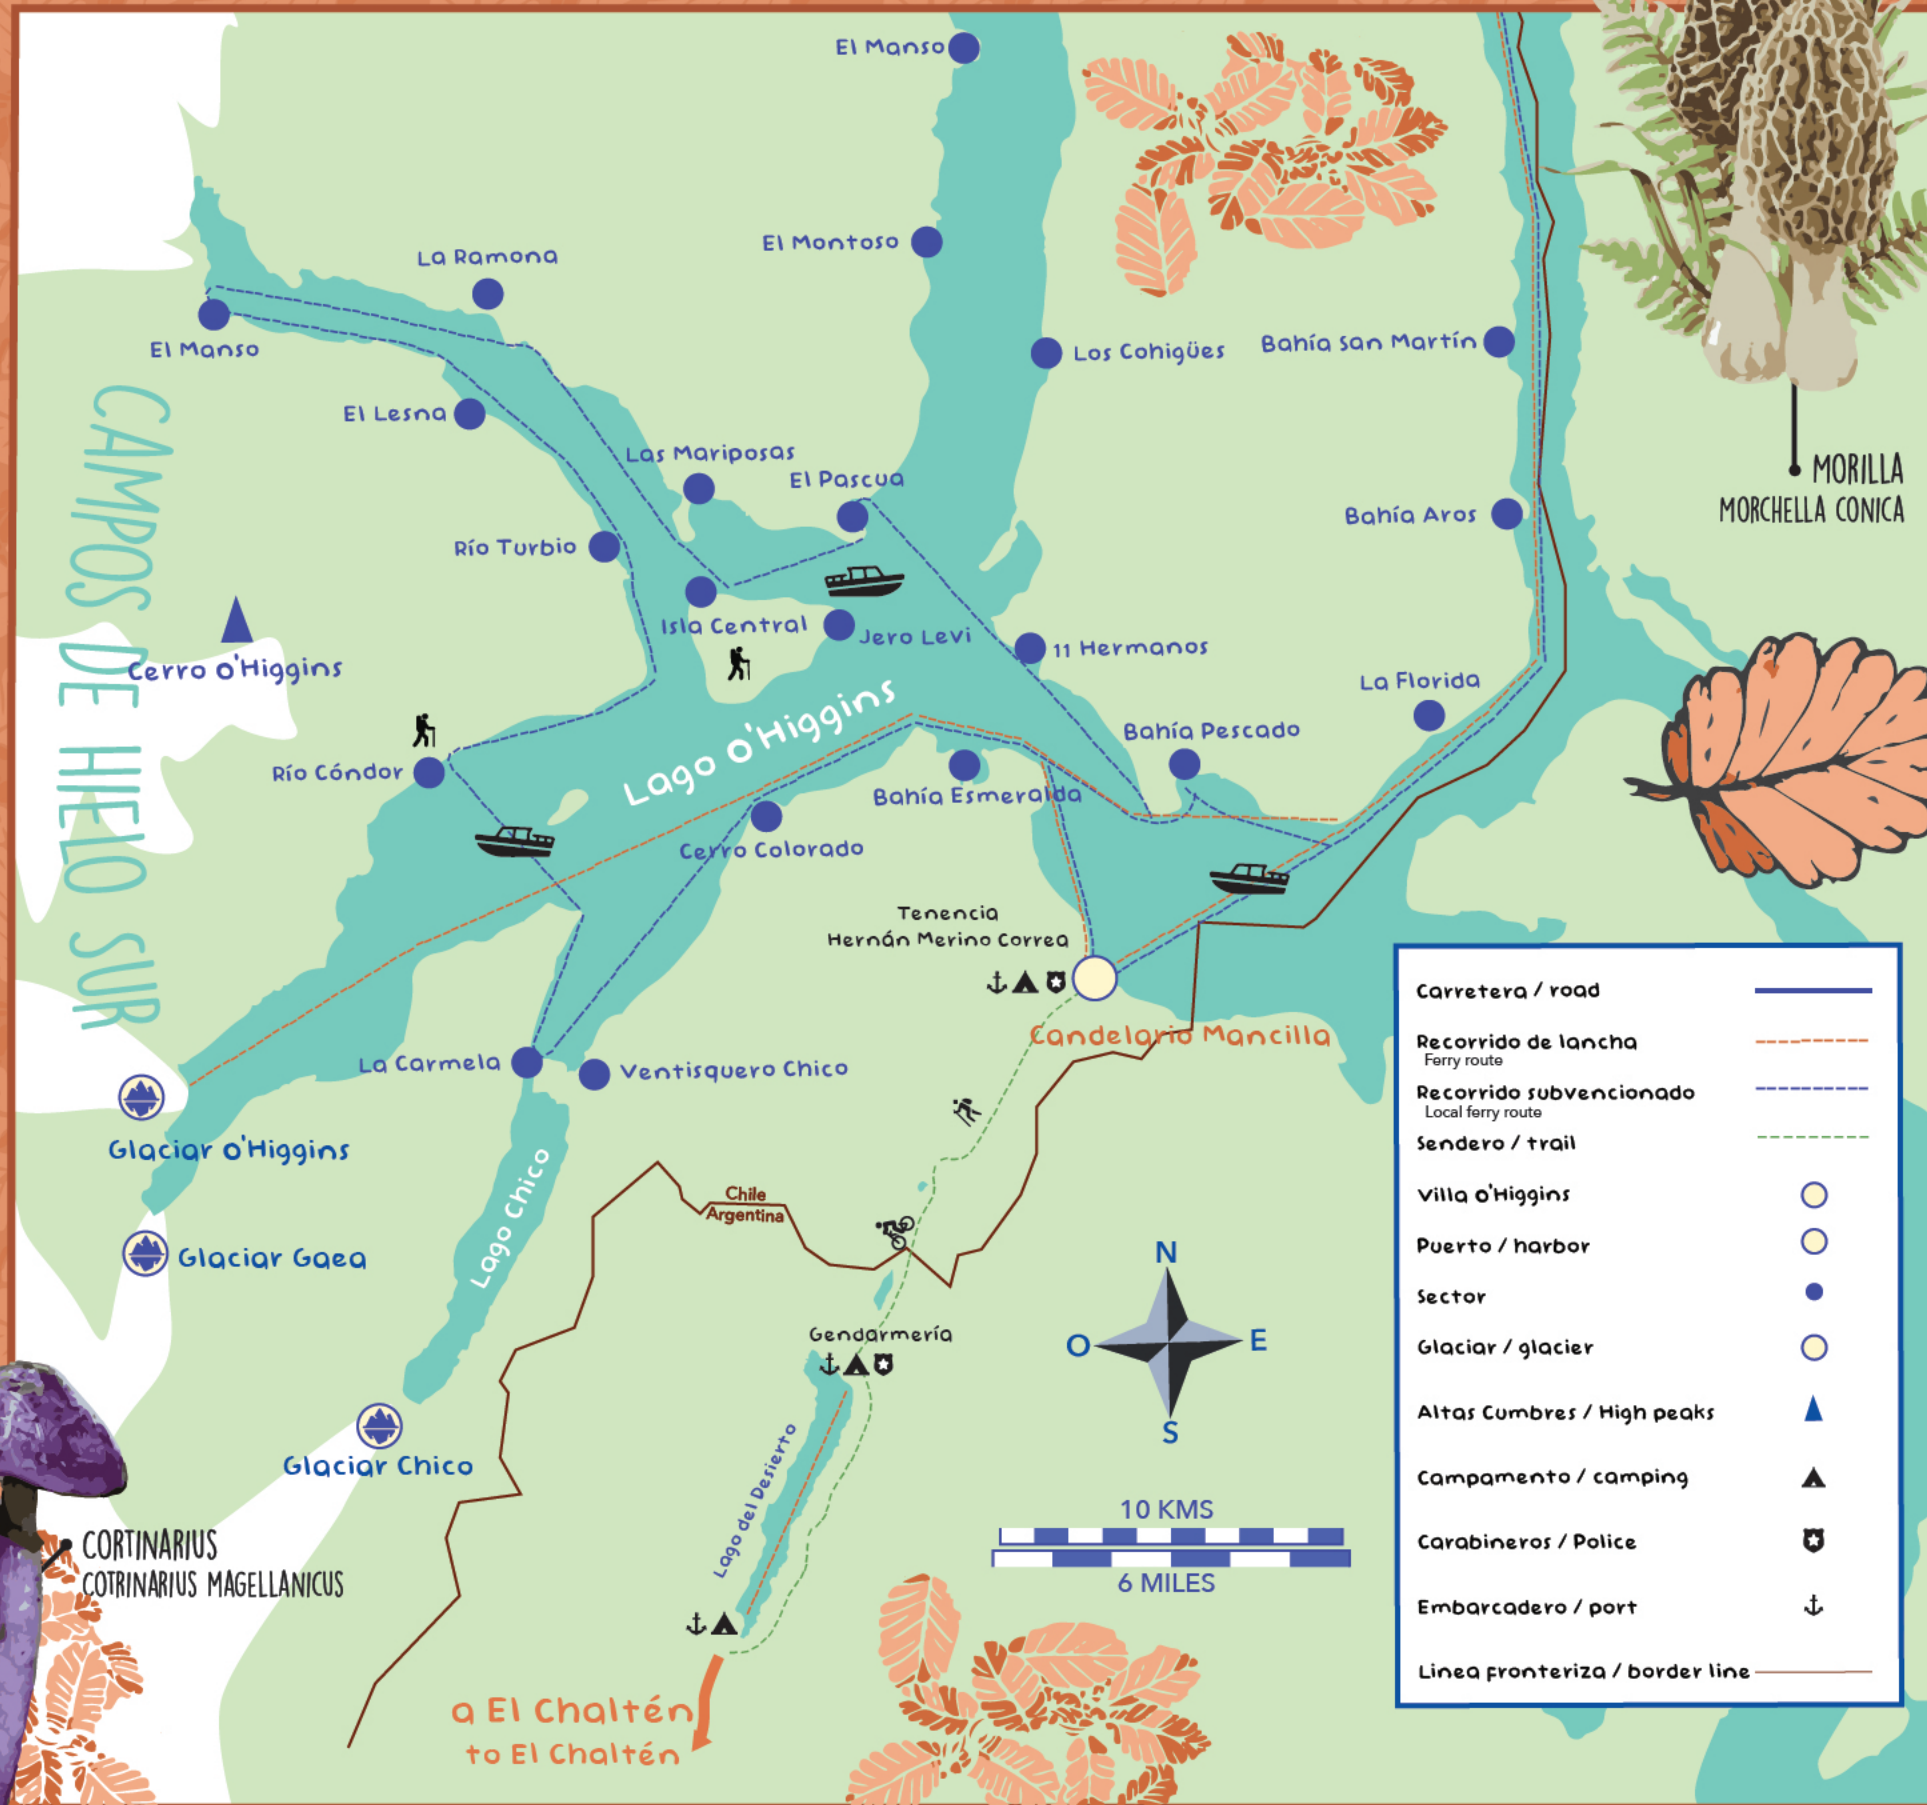 El Manso
El Montoso
La Ramona
El Manso
Los Cohigües
Bahía San Martín
El Lesna
Las Mariposas
El Pascua
MORILLA
MORCHELLA CONICA
Bahía Aros
Río Turbio
Isla Central
Jero Levi
11 Hermanos
Cerro O'Higgins
La Florida
CAMPOS DE HIELO SUR
Lago O'Higgins
Bahía Pescado
Río Cóndor
Bahía Esmeralda
Cerro Colorado
Tenencia
Hernán Merino Correa
Candelario Mancilla
La Carmela
Ventisquero Chico
Glaciar O'Higgins
Lago Chico
Chile
Argentina
Glaciar Gaea
Gendarmería
Lago del Desierto
Glaciar Chico
N
O
E
S
10 KMS
6 MILES
CORTINARIUS
COTRINARIUS MAGELLANICUS
a El Chaltén
to El Chaltén
Carretera / road
Recorrido de lancha
Ferry route
Recorrido subvencionado
Local ferry route
Sendero / trail
Villa O'Higgins
Puerto / harbor
Sector
Glaciar / glacier
Altas Cumbres / High peaks
Campamento / camping
Carabineros / Police
Embarcadero / port
Linea fronteriza / border line